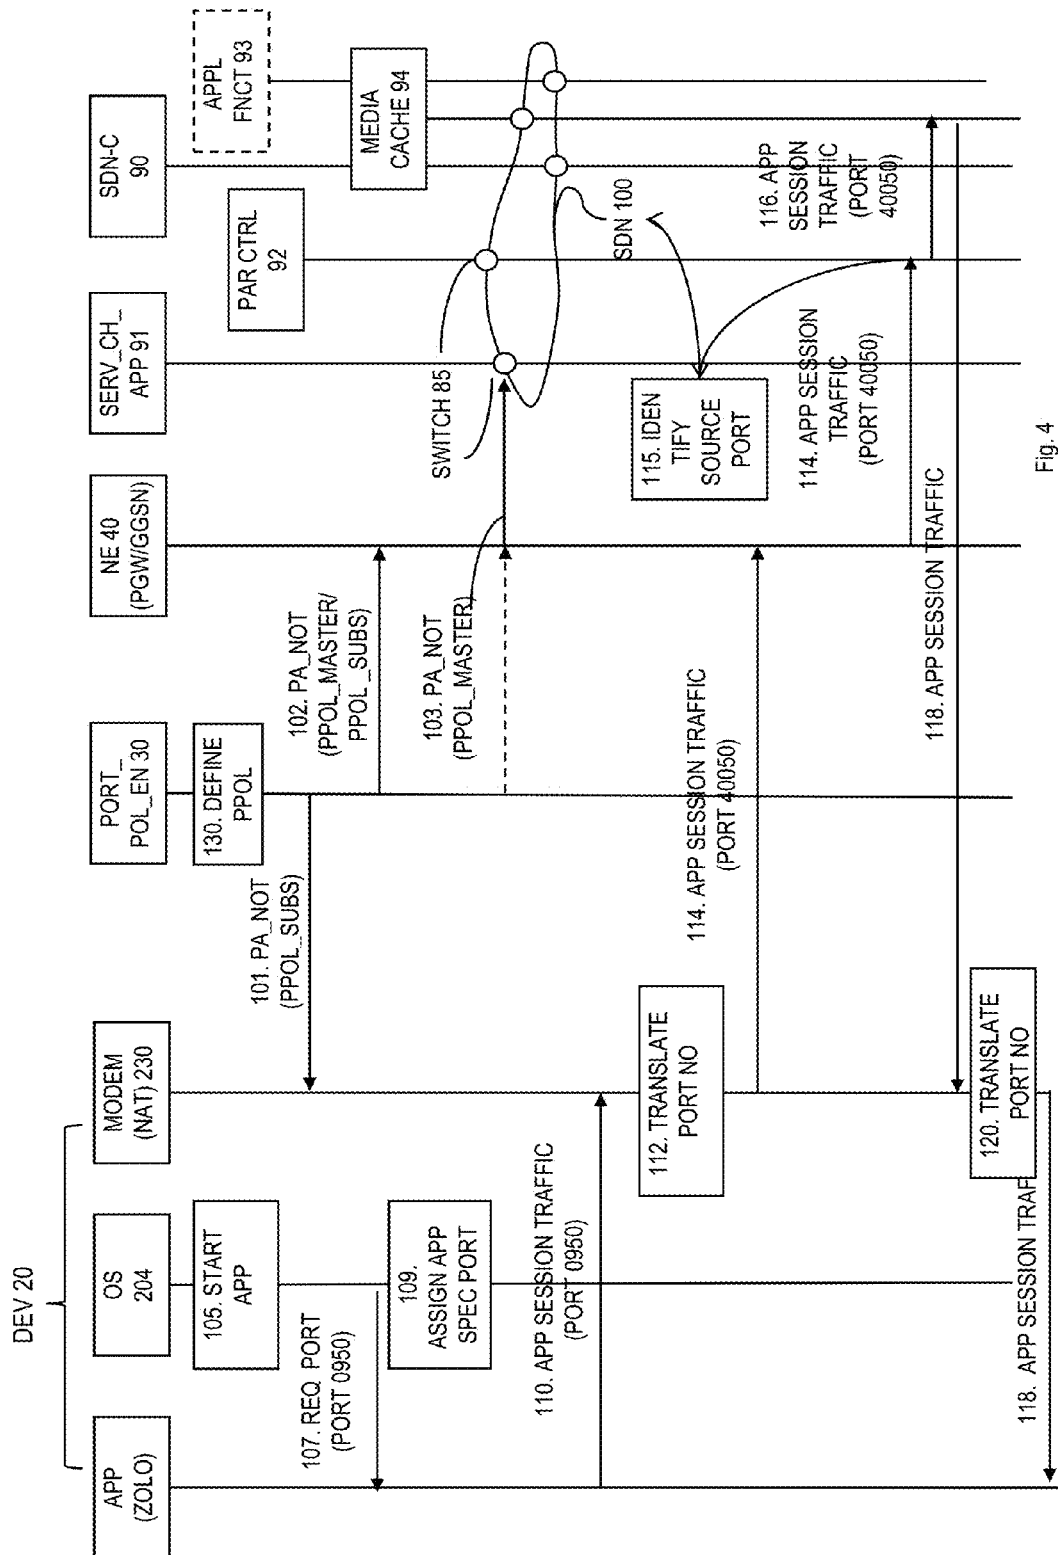 DEV 20
APP
(ZOLO)
OS
204
MODEM
(NAT) 230
PORT_
POL_EN 30
NE 40
(PGW/GGSN)
SERV_CH_
APP 91
SDN-C
90
PAR CTRL
92
APPL
FNCT 93
MEDIA
CACHE 94
130. DEFINE
PPOL
105. START
APP
101. PA_NOT
(PPOL_SUBS)
102. PA_NOT
(PPOL_MASTER/
PPOL_SUBS)
107. REQ. PORT
(PORT 0950)
103. PA_NOT
(PPOL_MASTER)
SWITCH 85
SDN 100
109.
ASSIGN APP
SPEC PORT
110. APP SESSION TRAFFIC
(PORT 0950)
112. TRANSLATE
PORT NO
114. APP SESSION TRAFFIC
(PORT 40050)
115. IDEN
TIFY
SOURCE
PORT
114. APP SESSION
TRAFFIC
(PORT 40050)
116. APP
SESSION
TRAFFIC
(PORT
40050)
118. APP SESSION TRAFFIC
120. TRANSLATE
PORT NO
118. APP SESSION TRAF
Fig. 4